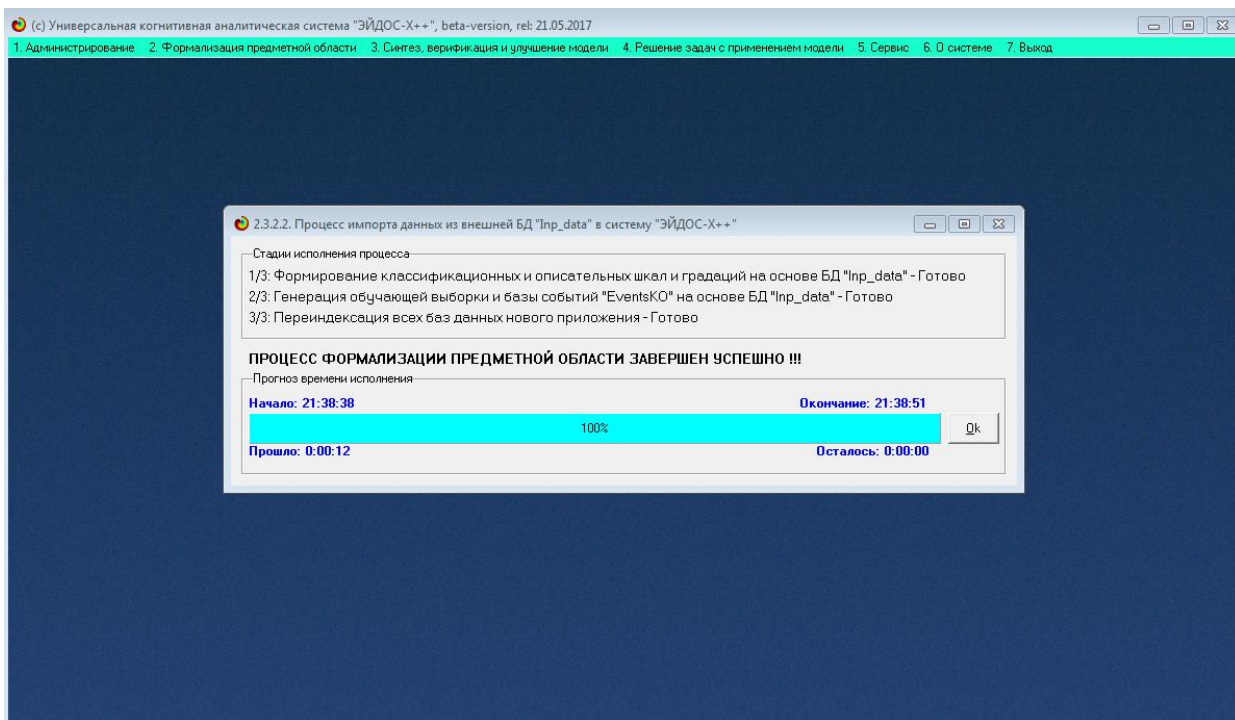 (c) Универсальная когнитивная аналитическая система "ЭЙДОС-X++", beta-version, rel: 21.05.2017
1. Администрирование 2. Формализация предметной области 3. Синтез, верификация и улучшение модели 4. Решение задач с применением модели 5. Сервис 6. О системе 7. Выход
2.3.2.2. Процесс импорта данных из внешней БД "Inp_data" в систему "ЭЙДОС-X++"
Стадии исполнения процесса
1/3: Формирование классификационных и описательных шкал и градаций на основе БД "Inp_data" - Готово
2/3: Генерация обучающей выборки и базы событий "EventsKO" на основе БД "Inp_data" - Готово
3/3: Переиндексация всех баз данных нового приложения - Готово
ПРОЦЕСС ФОРМАЛИЗАЦИИ ПРЕДМЕТНОЙ ОБЛАСТИ ЗАВЕРШЕН УСПЕШНО !!!
Прогноз времени исполнения
Начало: 21:38:38 Окончание: 21:38:51
100% Ok
Прошло: 0:00:12 Осталось: 0:00:00